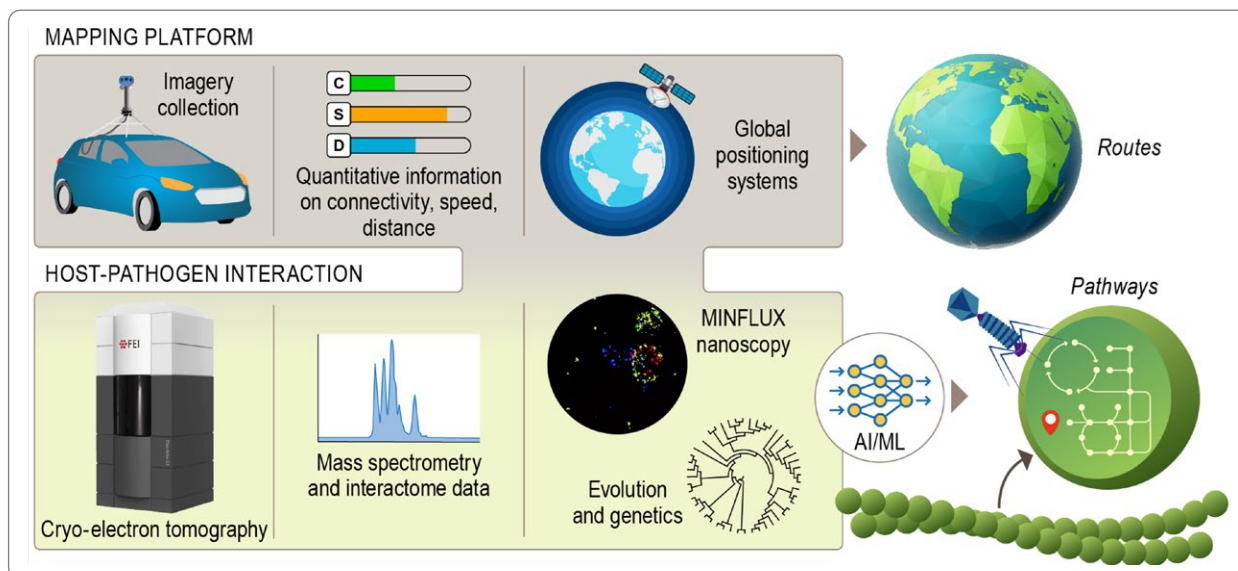 MAPPING PLATFORM
Imagery
collection
C
S
D
Quantitative information
on connectivity, speed,
distance
Global
positioning
systems
Routes
HOST-PATHOGEN INTERACTION
FEI
Cryo-electron tomography
Mass spectrometry
and interactome data
MINFLUX
nanoscopy
Evolution
and genetics
AI/ML
Pathways